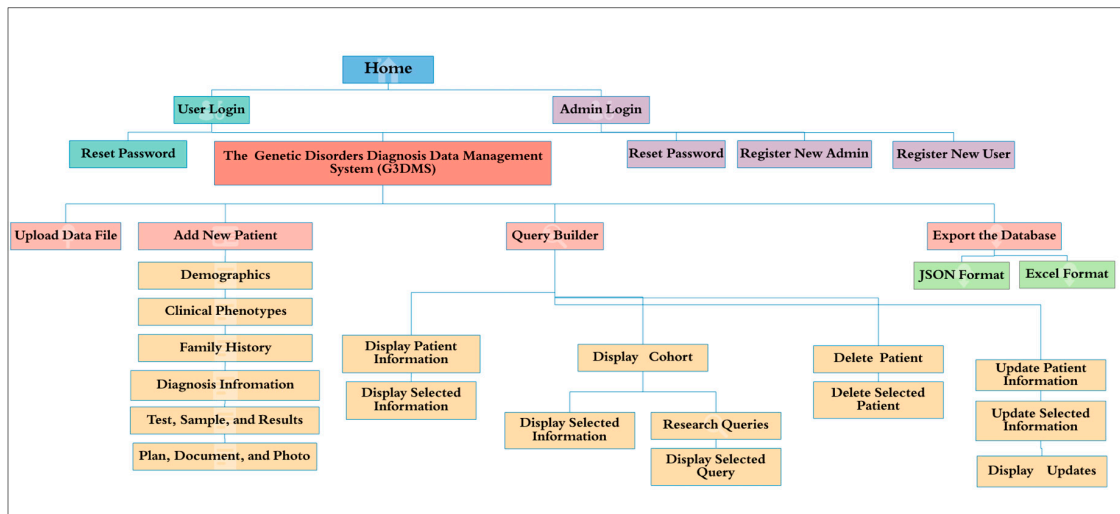 Home
User Login
Admin Login
Reset Password
The Genetic Disorders Diagnosis Data Management
System (G3DMS)
Reset Password
Register New Admin
Register New User
Upload Data File
Add New Patient
Query Builder
Export the Database
JSON Format
Excel Format
Demographics
Clinical Phenotypes
Family History
Diagnosis Infromation
Test, Sample, and Results
Plan, Document, and Photo
Display Patient
Information
Display Selected
Information
Display Cohort
Display Selected
Information
Research Queries
Display Selected
Query
Delete Patient
Delete Selected
Patient
Update Patient
Information
Update Selected
Information
Display Updates